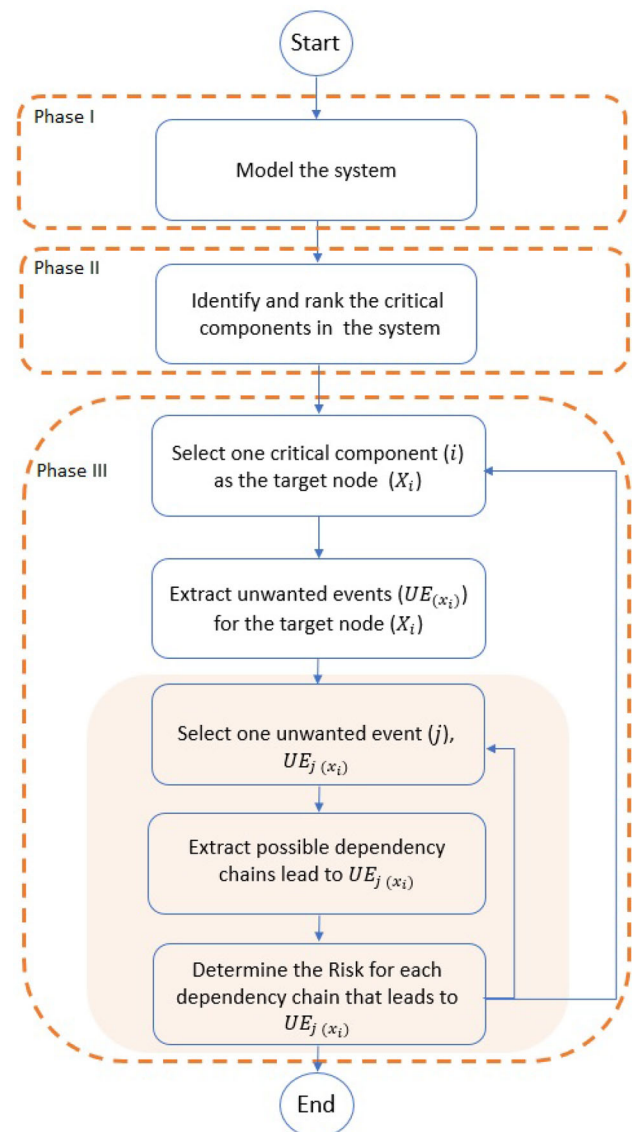 Start
Phase I
Model the system
Phase II
Identify and rank the critical
components in the system
Phase III
Select one critical component (i)
as the target node (X_i)
Extract unwanted events (UE_(x_i))
for the target node (X_i)
Select one unwanted event (j),
UE_j (x_i)
Extract possible dependency
chains lead to UE_j (x_i)
Determine the Risk for each
dependency chain that leads to
UE_j (x_i)
End